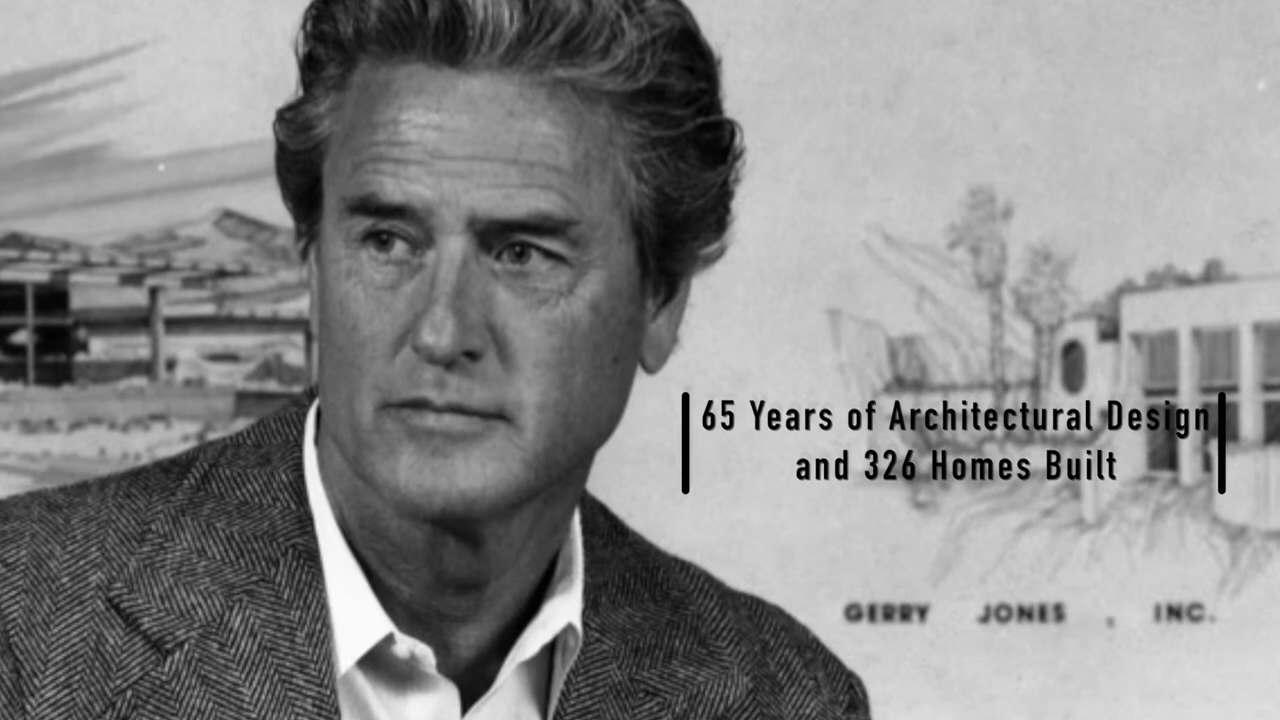 65 Years of Architectural Design
and 326 Homes Built
GERRY JONES , INC.